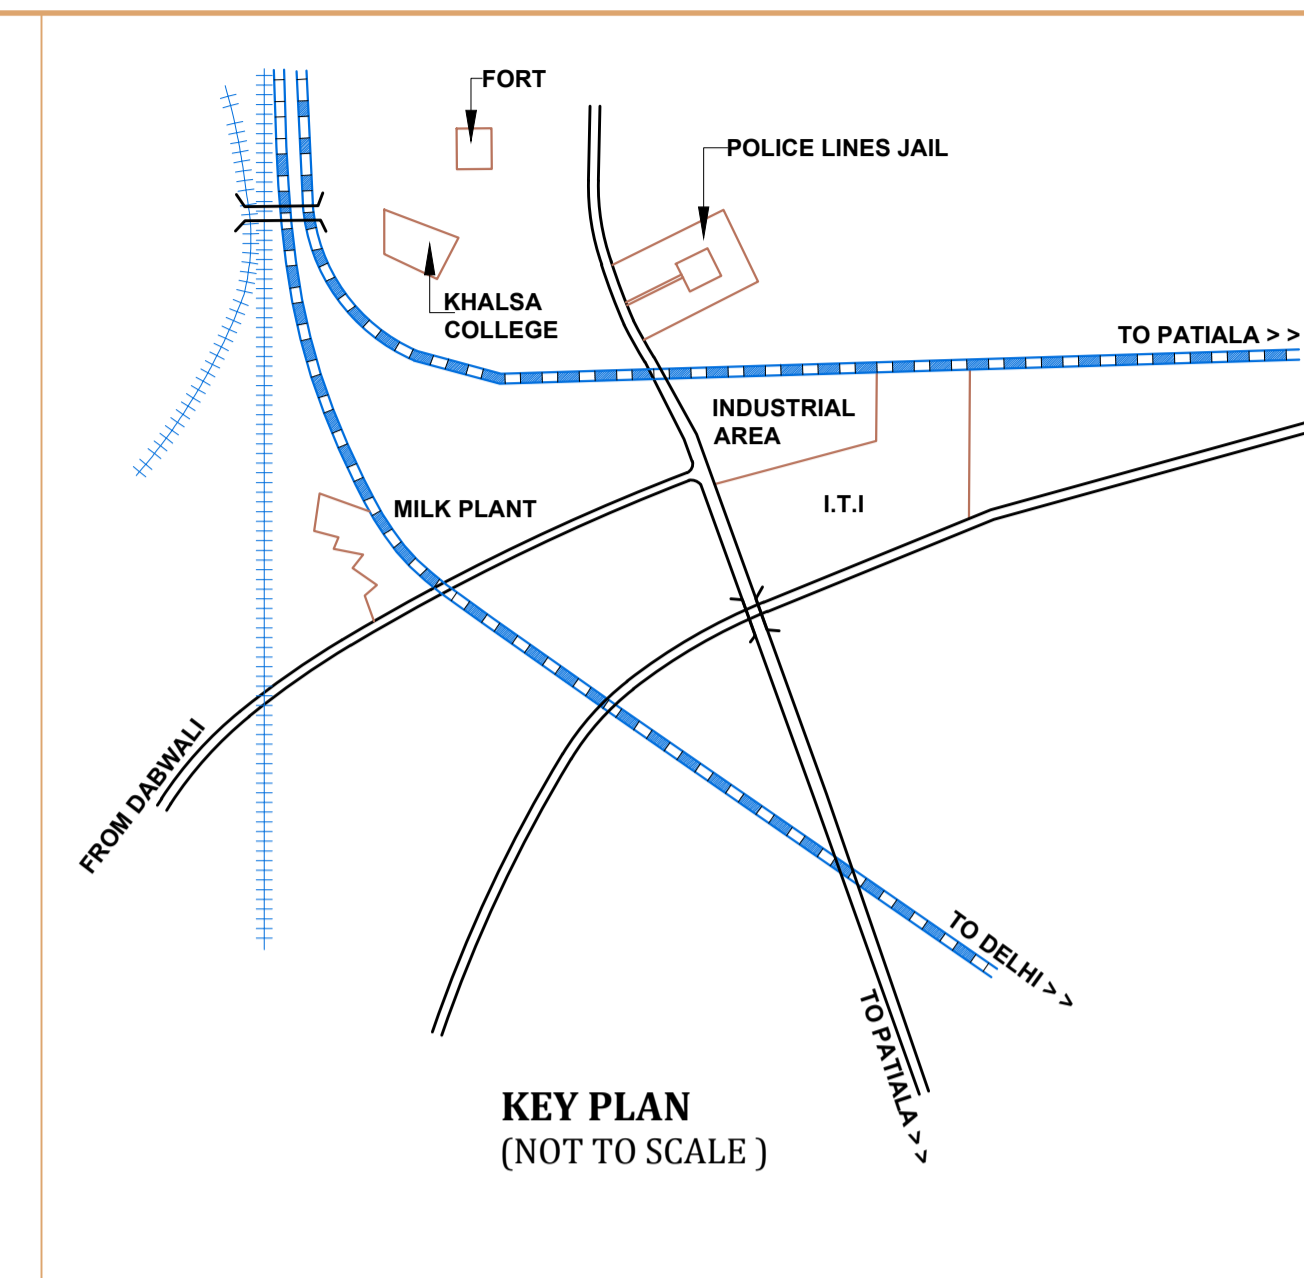 FORT
POLICE LINES JAIL
KHALSA
COLLEGE
TO PATIALA > >
INDUSTRIAL
AREA
I.T.I
MILK PLANT
FROM DABWALI
TO DELHI > >
TO PATIALA > >
KEY PLAN
(NOT TO SCALE )